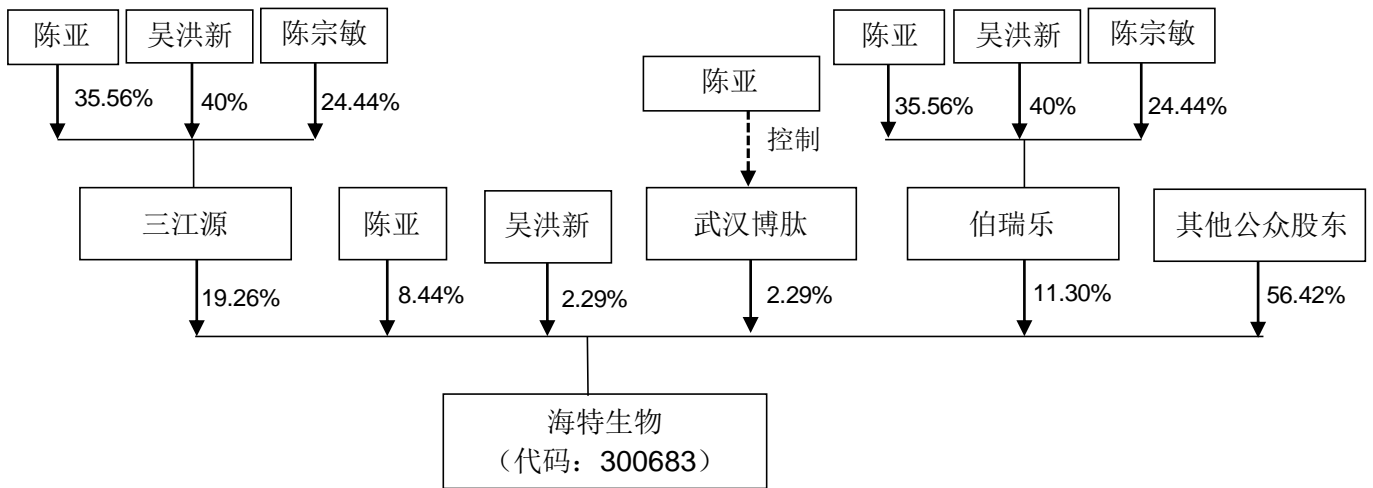 陈亚
吴洪新
陈宗敏
陈亚
陈亚
吴洪新
陈宗敏
35.56%
40%
24.44%
控制
35.56%
40%
24.44%
三江源
陈亚
吴洪新
武汉博肽
伯瑞乐
其他公众股东
19.26%
8.44%
2.29%
2.29%
11.30%
56.42%
海特生物
（代码：300683）